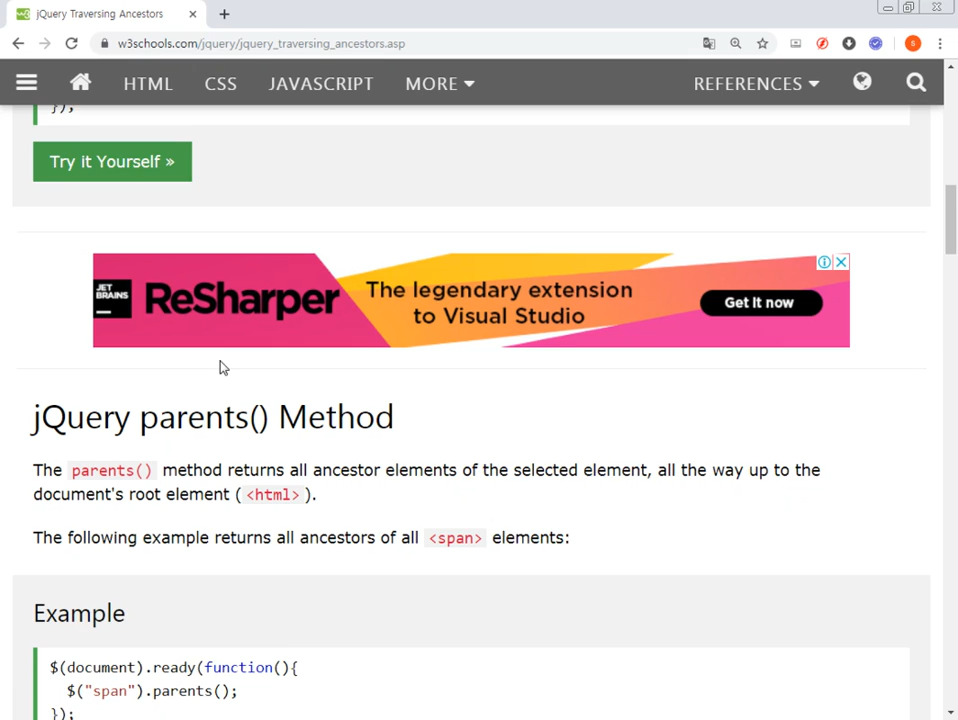 jQuery Traversing Ancestors
w3schools.com/jquery/jquery_traversing_ancestors.asp
s
HTML CSS JAVASCRIPT MORE REFERENCES
});
Try it Yourself »
JET BRAINS ReSharper The legendary extension to Visual Studio Get it now
jQuery parents() Method
The parents() method returns all ancestor elements of the selected element, all the way up to the
document's root element (<html>).
The following example returns all ancestors of all <span> elements:
Example
$(document).ready(function(){
$("span").parents();
});